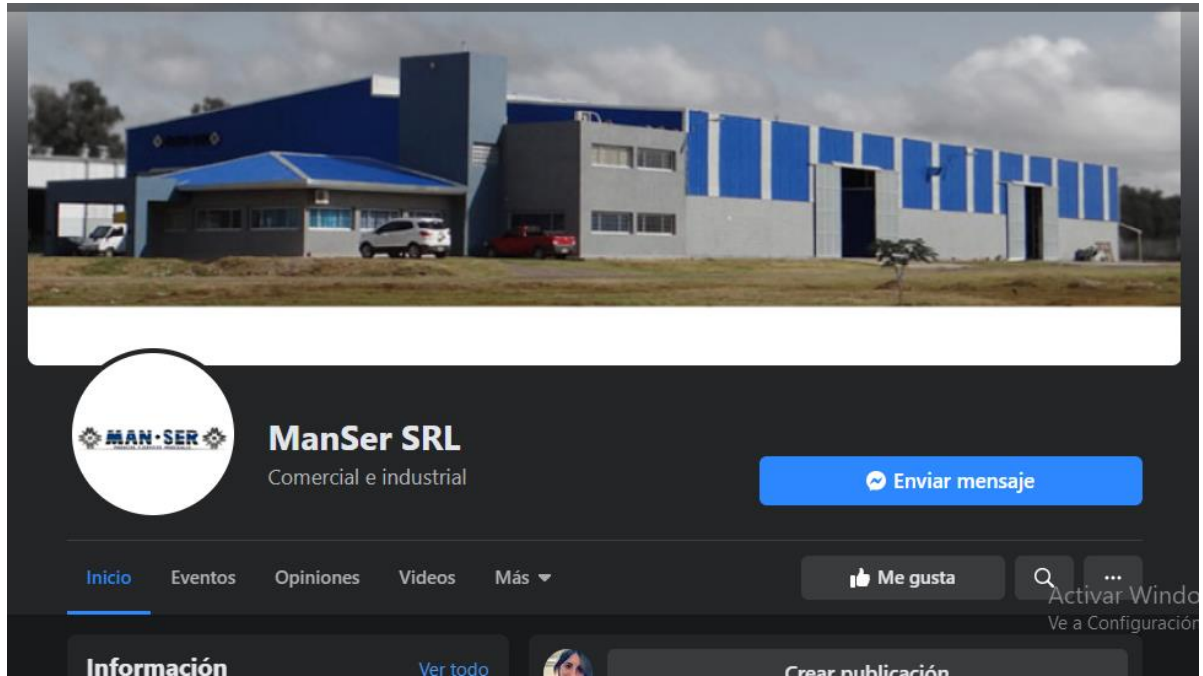 MAN•SER
ManSer SRL
Comercial e industrial
Enviar mensaje
Inicio Eventos Opiniones Videos Más
Me gusta
Activar Windo
Ve a Configuración
Información Ver todo
Crear publicación